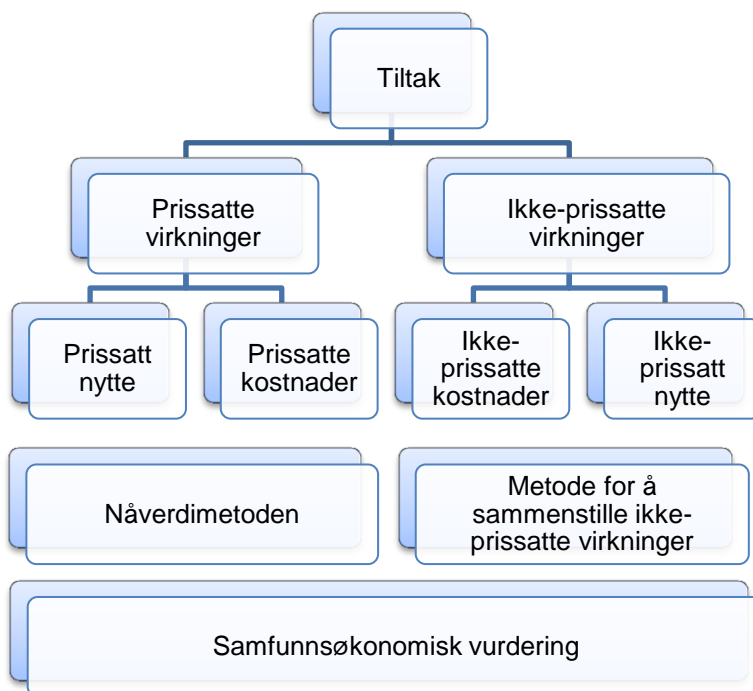 Tiltak
Prissatte
virkninger
Ikke-prissatte
virkninger
Prissatt
nytte
Prissatte
kostnader
Ikke-
prissatte
kostnader
Ikke-
prissatt
nytte
Nåverdimetoden
Metode for å
sammenstille ikke-
prissatte virkninger
Samfunnsøkonomisk vurdering